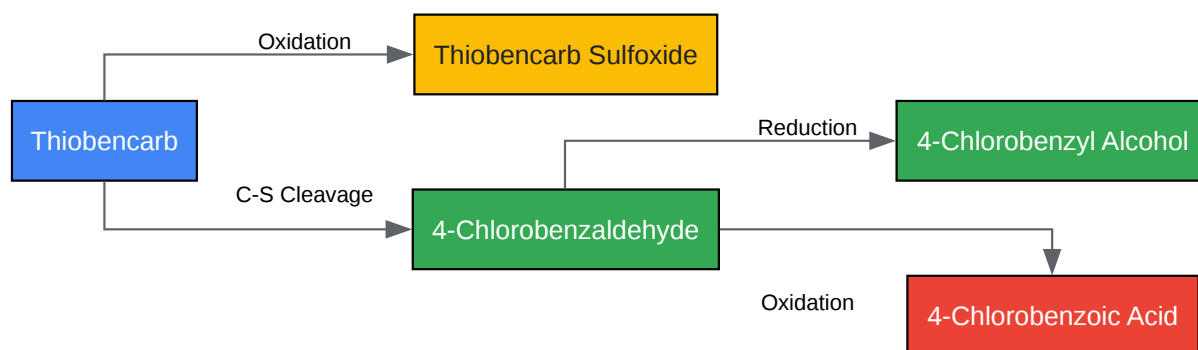 Oxidation
Thiobencarb Sulfoxide
Thiobencarb
Reduction
4-Chlorobenzyl Alcohol
C-S Cleavage
4-Chlorobenzaldehyde
Oxidation
4-Chlorobenzoic Acid